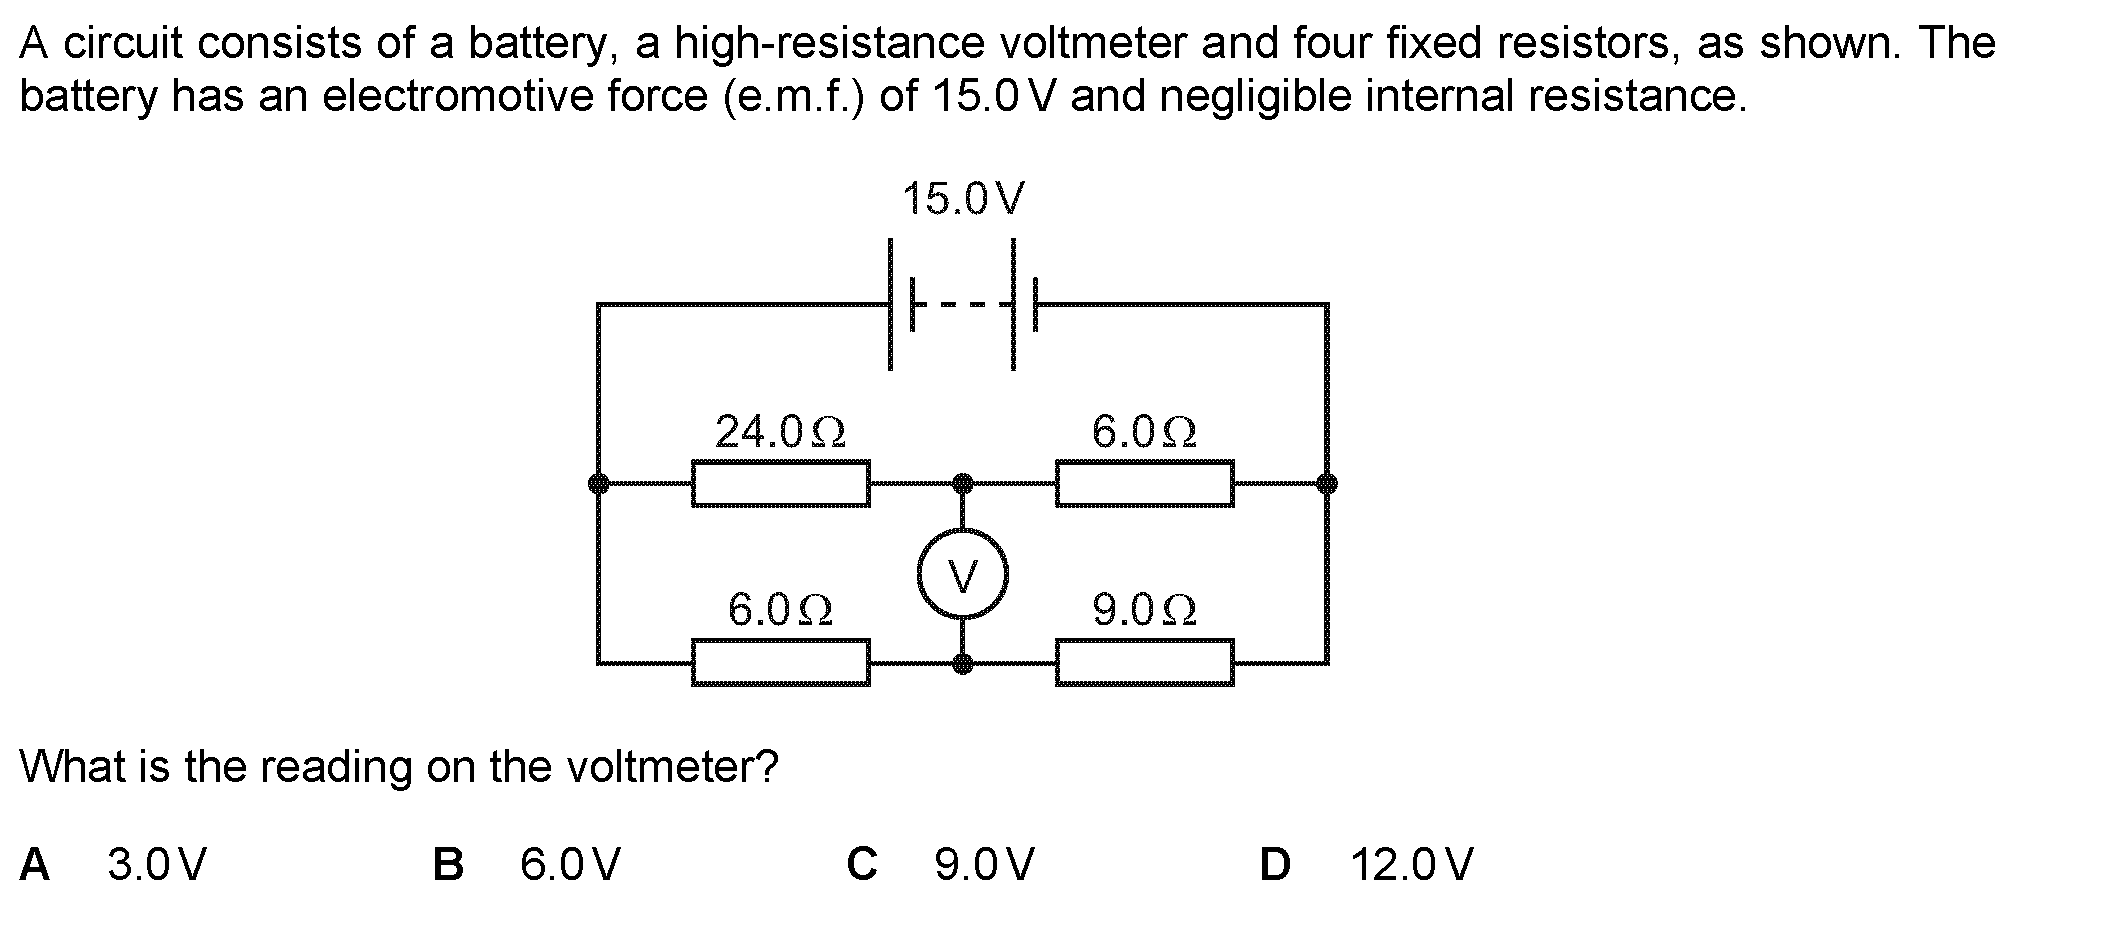 A circuit consists of a battery, a high-resistance voltmeter and four fixed resistors, as shown. The
battery has an electromotive force (e.m.f.) of 15.0 V and negligible internal resistance.
15.0 V
24.0 Ω 6.0 Ω
V
6.0 Ω 9.0 Ω
What is the reading on the voltmeter?
A 3.0 V B 6.0 V C 9.0 V D 12.0 V